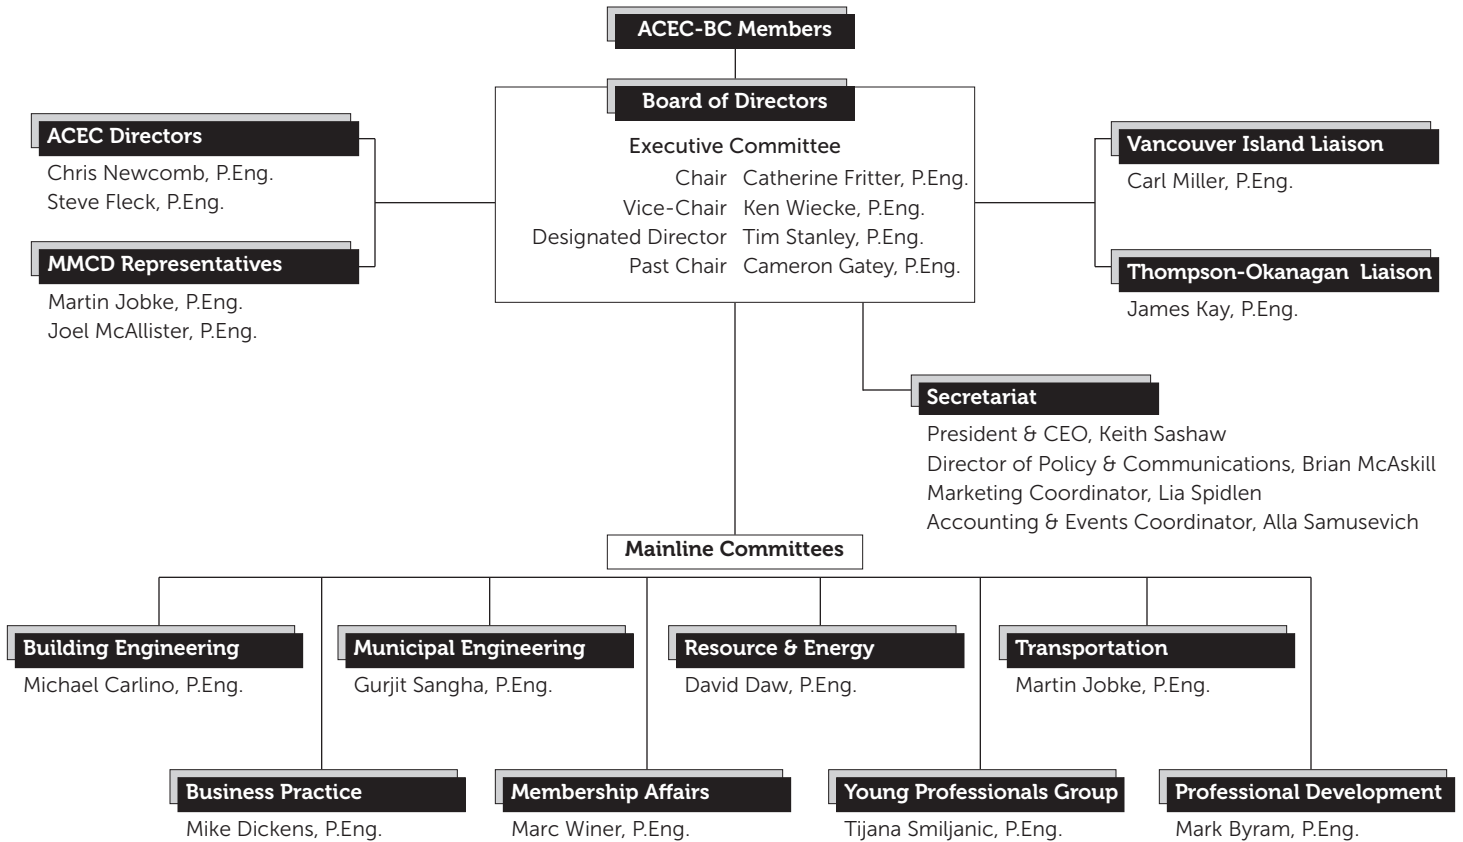 ACEC-BC Members
Board of Directors
Executive Committee
Chair Catherine Fritter, P.Eng.
Vice-Chair Ken Wiecke, P.Eng.
Designated Director Tim Stanley, P.Eng.
Past Chair Cameron Gatey, P.Eng.
ACEC Directors
Chris Newcomb, P.Eng.
Steve Fleck, P.Eng.
MMCD Representatives
Martin Jobke, P.Eng.
Joel McAllister, P.Eng.
Vancouver Island Liaison
Carl Miller, P.Eng.
Thompson-Okanagan Liaison
James Kay, P.Eng.
Secretariat
President & CEO, Keith Sashaw
Director of Policy & Communications, Brian McAskill
Marketing Coordinator, Lia Spidlen
Accounting & Events Coordinator, Alla Samusevich
Mainline Committees
Building Engineering
Michael Carlino, P.Eng.
Municipal Engineering
Gurjit Sangha, P.Eng.
Resource & Energy
David Daw, P.Eng.
Transportation
Martin Jobke, P.Eng.
Business Practice
Mike Dickens, P.Eng.
Membership Affairs
Marc Winer, P.Eng.
Young Professionals Group
Tijana Smiljanic, P.Eng.
Professional Development
Mark Byram, P.Eng.